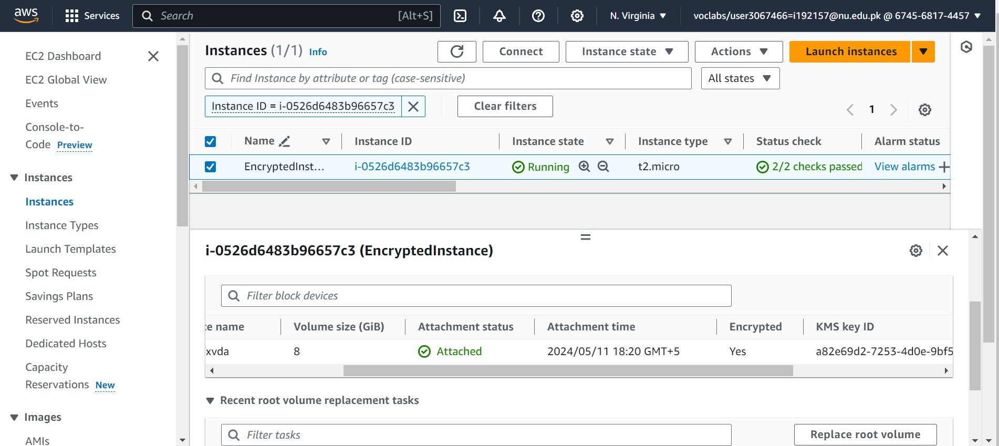 aws
Services
Search [Alt+S]
N. Virginia
voclabs/user3067466=i192157@nu.edu.pk @ 6745-6817-4457
EC2 Dashboard
EC2 Global View
Events
Console-to-
Code Preview
Instances
Instances
Instance Types
Launch Templates
Spot Requests
Savings Plans
Reserved Instances
Dedicated Hosts
Capacity
Reservations New
Images
AMIs
Instances (1/1) Info
Connect
Instance state
Actions
Launch instances
Find Instance by attribute or tag (case-sensitive)
All states
Instance ID = i-0526d6483b96657c3
Clear filters
1
Name Instance ID Instance state Instance type Status check Alarm status
EncryptedInst... i-0526d6483b96657c3 Running t2.micro 2/2 checks passed View alarms +
i-0526d6483b96657c3 (EncryptedInstance)
Filter block devices
e name Volume size (GiB) Attachment status Attachment time Encrypted KMS key ID
xvda 8 Attached 2024/05/11 18:20 GMT+5 Yes a82e69d2-7253-4d0e-9bf5
Recent root volume replacement tasks
Filter tasks
Replace root volume